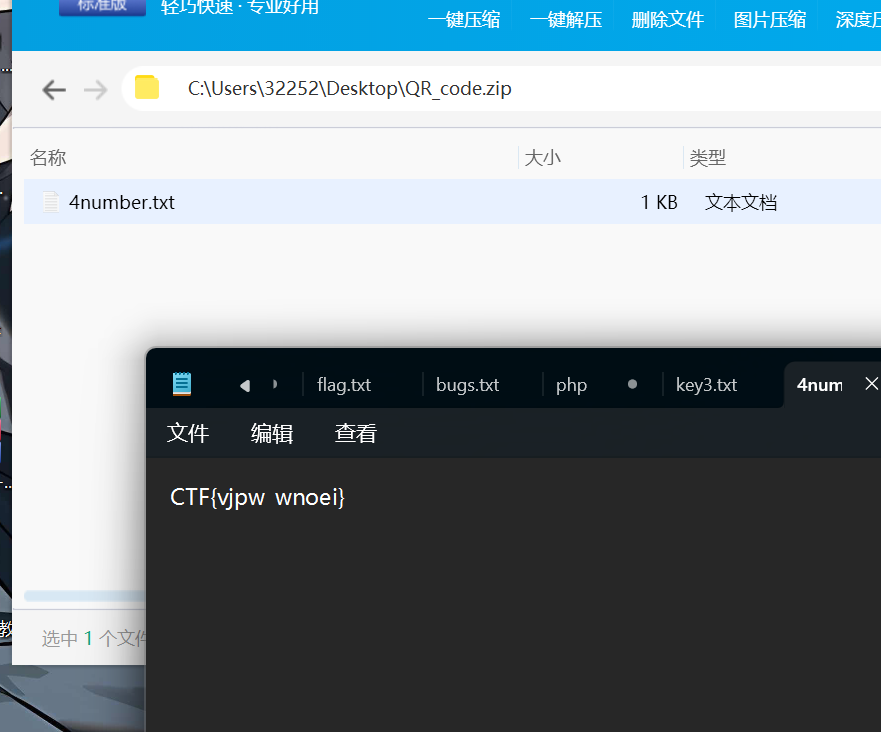 标准版 轻巧快速 · 专业好用
一键压缩 一键解压 删除文件 图片压缩
C:\Users\32252\Desktop\QR_code.zip
名称 大小 类型
4number.txt 1 KB 文本文档
flag.txt bugs.txt php key3.txt 4num
文件 编辑 查看
CTF{vjpw wnoei}
选中 1 个文件